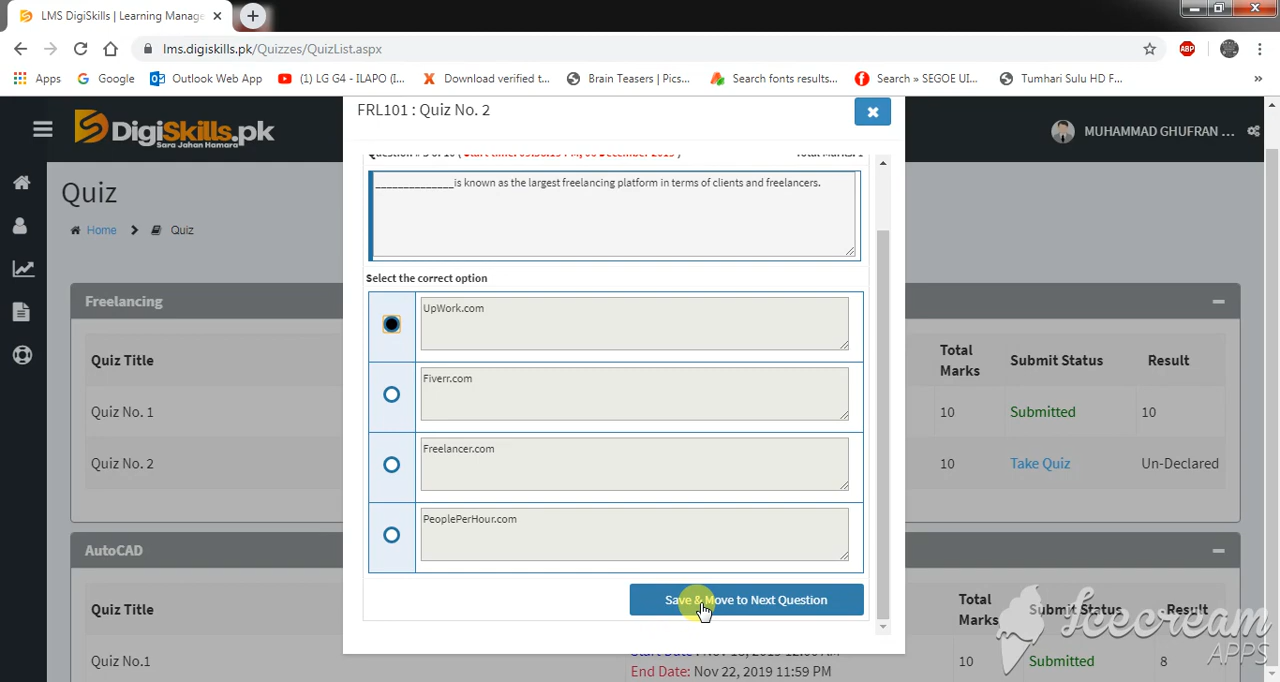 LMS DigiSkills | Learning Manage
lms.digiskills.pk/Quizzes/QuizList.aspx
ABP
Apps Google Outlook Web App (1) LG G4 - ILAPO (I... Download verified t... Brain Teasers | Pics... Search fonts results... Search » SEGOE UI... Tumhari Sulu HD F... »
DigiSkills.pk
Sara Jahan Hamara
MUHAMMAD GHUFRAN ...
FRL101 : Quiz No. 2
Total Marks: 1
______________is known as the largest freelancing platform in terms of clients and freelancers.
Select the correct option
UpWork.com
Fiverr.com
Freelancer.com
PeoplePerHour.com
Save & Move to Next Question
Quiz
Home Quiz
Freelancing
Quiz Title Total Marks Submit Status Result
Quiz No. 1 10 Submitted 10
Quiz No. 2 10 Take Quiz Un-Declared
AutoCAD
Quiz Title Total Marks Submit Status Result
Quiz No.1 10 Submitted 8
End Date: Nov 22, 2019 11:59 PM
Icecream
APPS